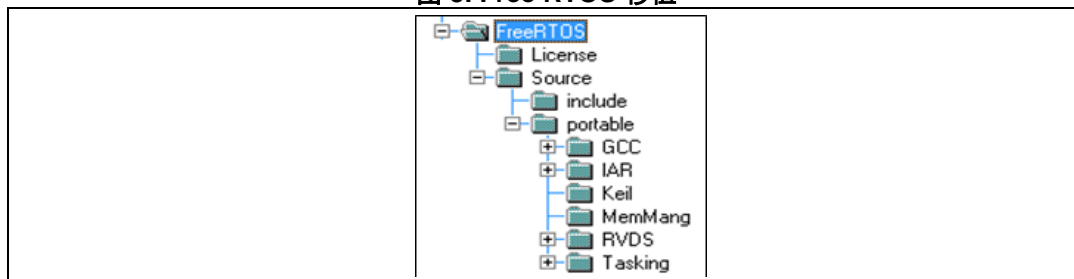 FreeRTOS
License
Source
include
portable
GCC
IAR
Keil
MemMang
RVDS
Tasking